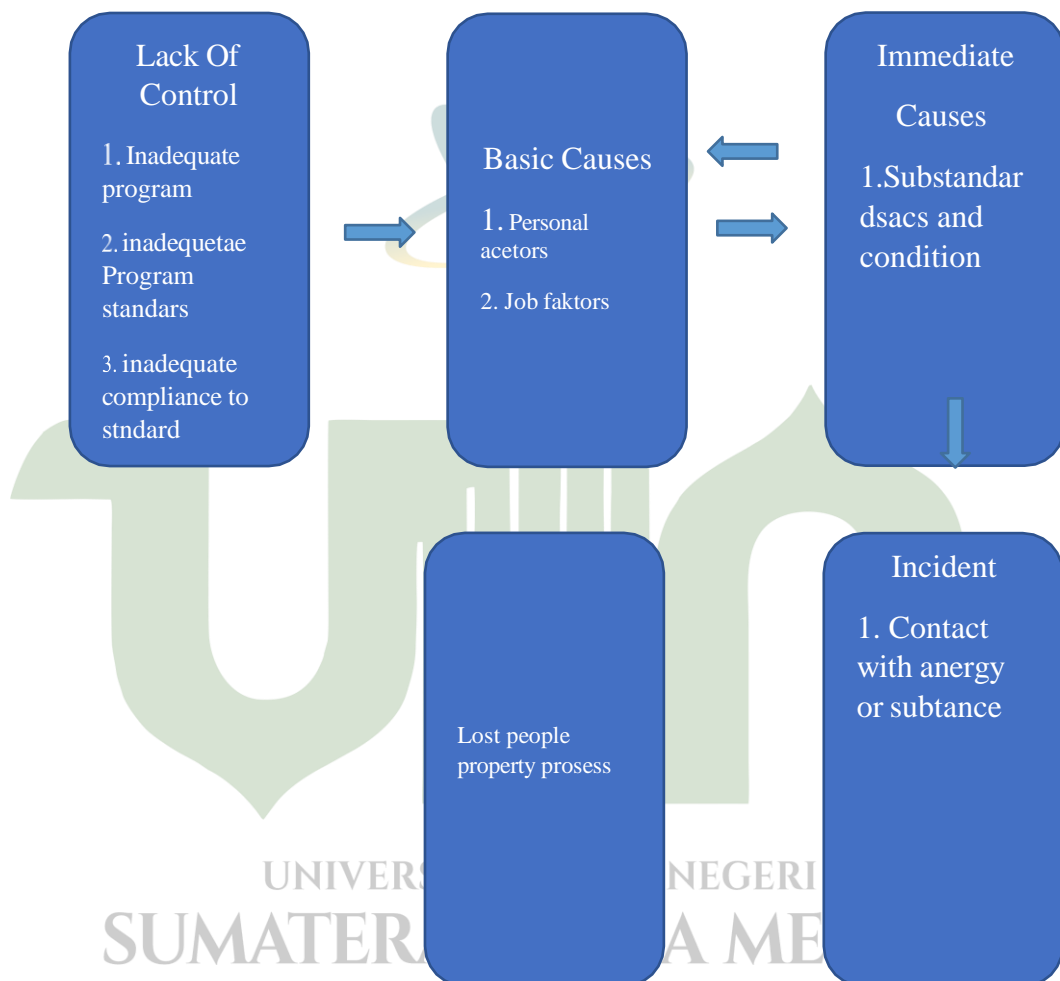 Lack Of
Control
1. Inadequate
program
2. inadequetae
Program
standars
3. inadequate
compliance to
stndard
Basic Causes
1. Personal
acetors
2. Job faktors
Immediate
Causes
1.Substandar
dsacs and
condition
Lost people
property prosess
Incident
1. Contact
with anergy
or subtance
UNIVERS NEGERI
SUMATERA A ME